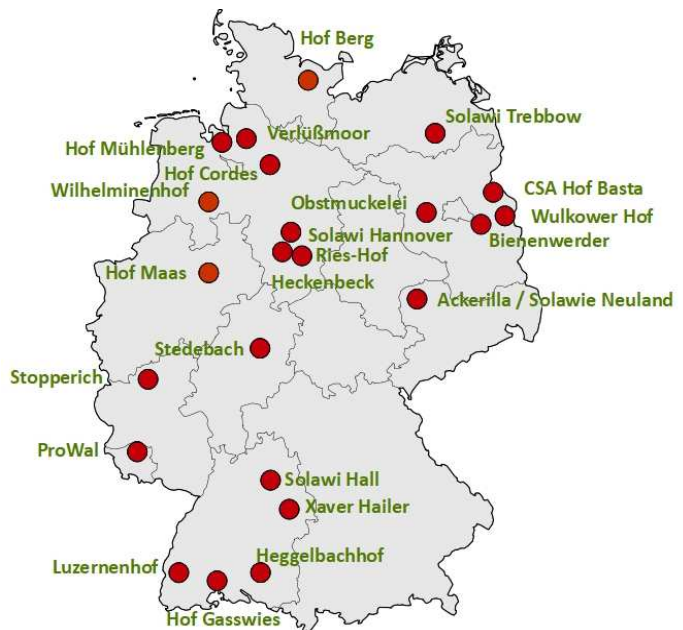 Hof Berg
Solawi Trebbow
Verlüßmoor
Hof Mühlenberg
Hof Cordes
Wilhelminenhof
CSA Hof Basta
Obstmuckelei
Wulkower Hof
Bienenwerder
Solawi Hannover
Ries-Hof
Hof Maas
Heckenbeck
Ackerilla / Solawie Neuland
Stedebach
Stopperich
ProWal
Solawi Hall
Xaver Hailer
Heggelbachhof
Luzernenhof
Hof Gasswies